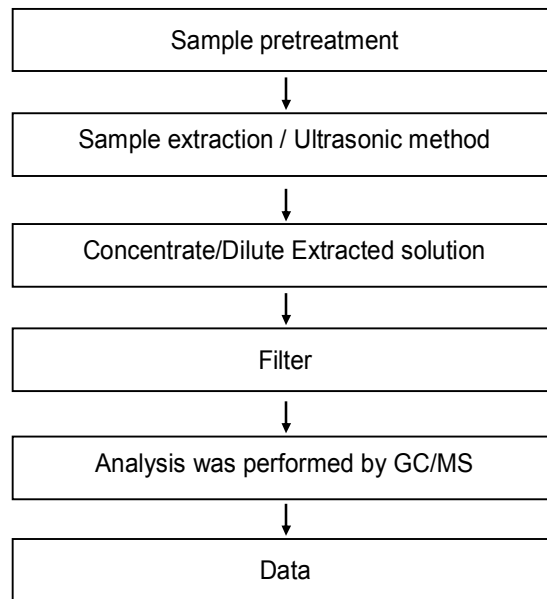 Sample pretreatment
Sample extraction / Ultrasonic method
Concentrate/Dilute Extracted solution
Filter
Analysis was performed by GC/MS
Data